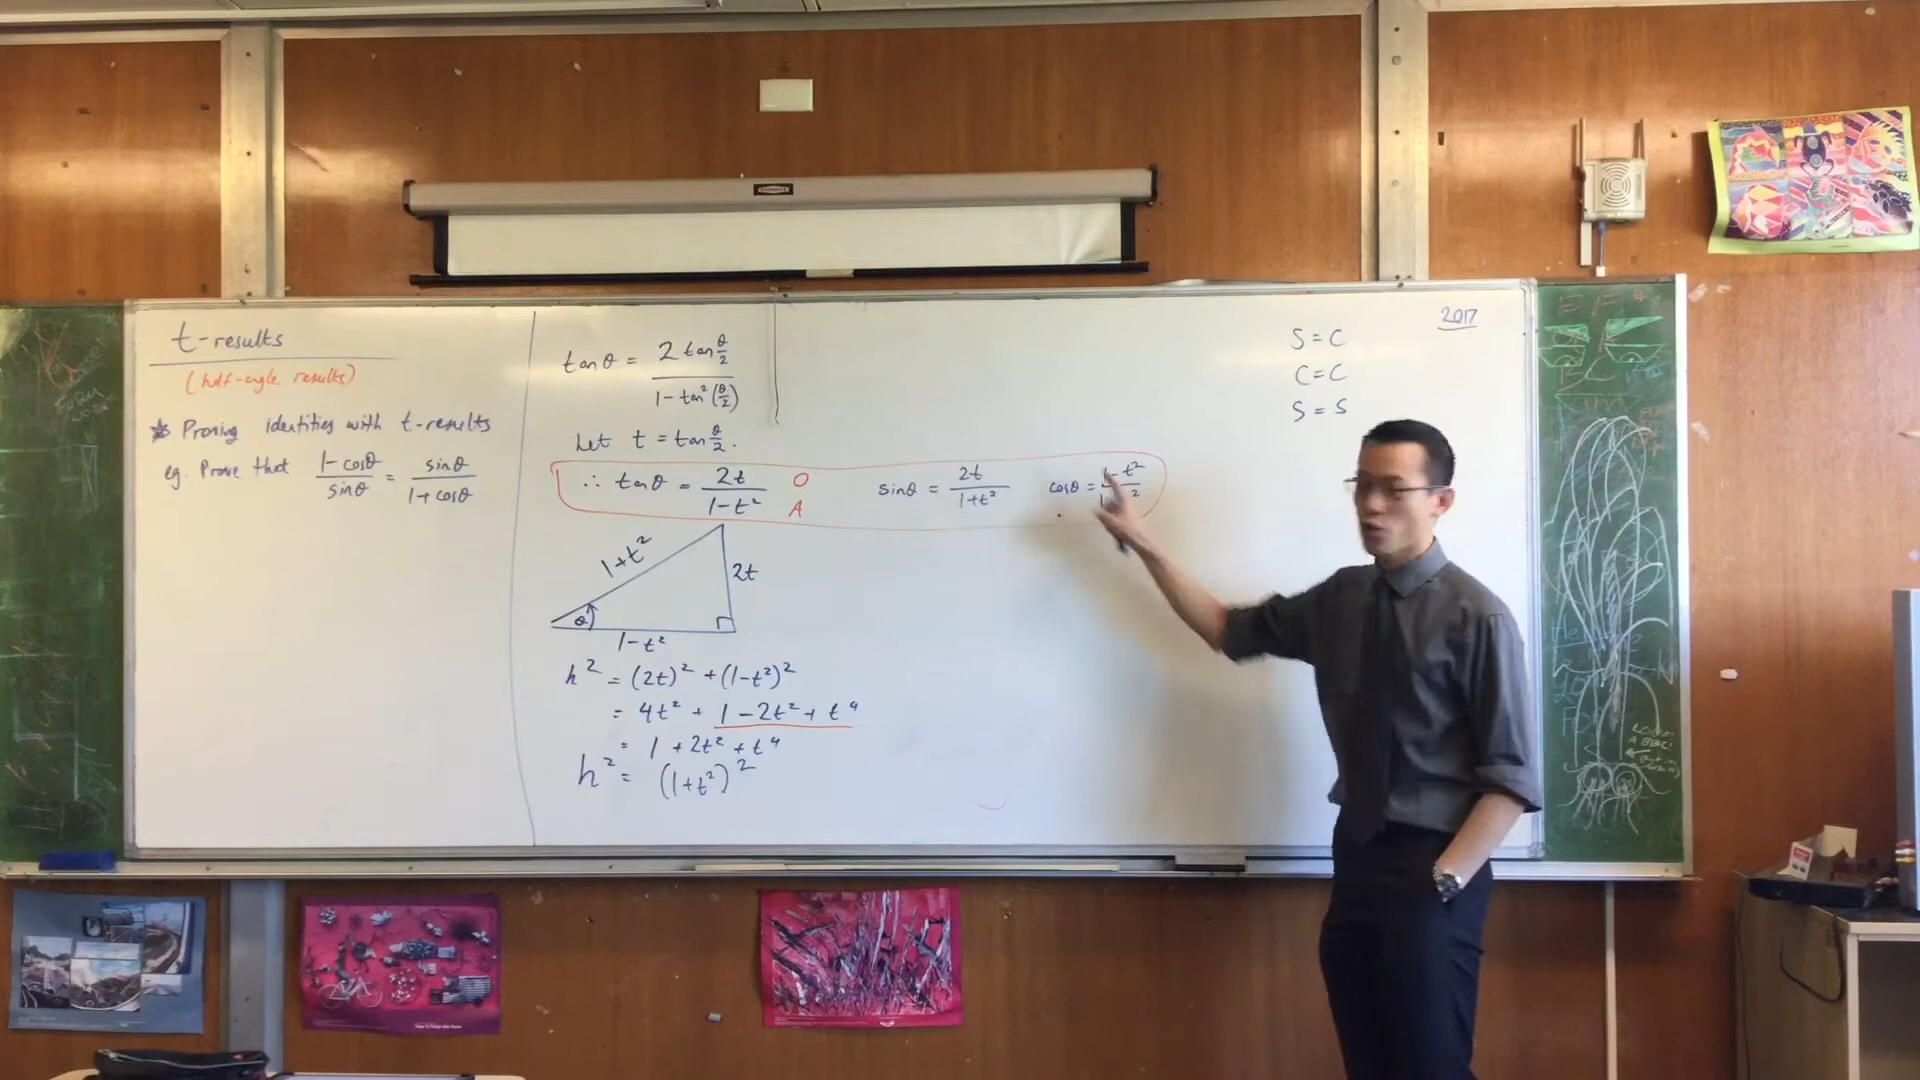 t-results
(half-angle results)
* Proving identities with t-results
eg. Prove that (1-cosθ)/sinθ = sinθ/(1+cosθ)
tanθ = 2tan(θ/2) / (1-tan²(θ/2))
Let t = tan(θ/2).
∴ tanθ = 2t/(1-t²) O A
sinθ = 2t/(1+t²)
1+t²
2t
θ
1-t²
h² = (2t)² + (1-t²)²
= 4t² + 1-2t²+t⁴
= 1+2t²+t⁴
h² = (1+t²)²
S = C
C = C
S = S
2017